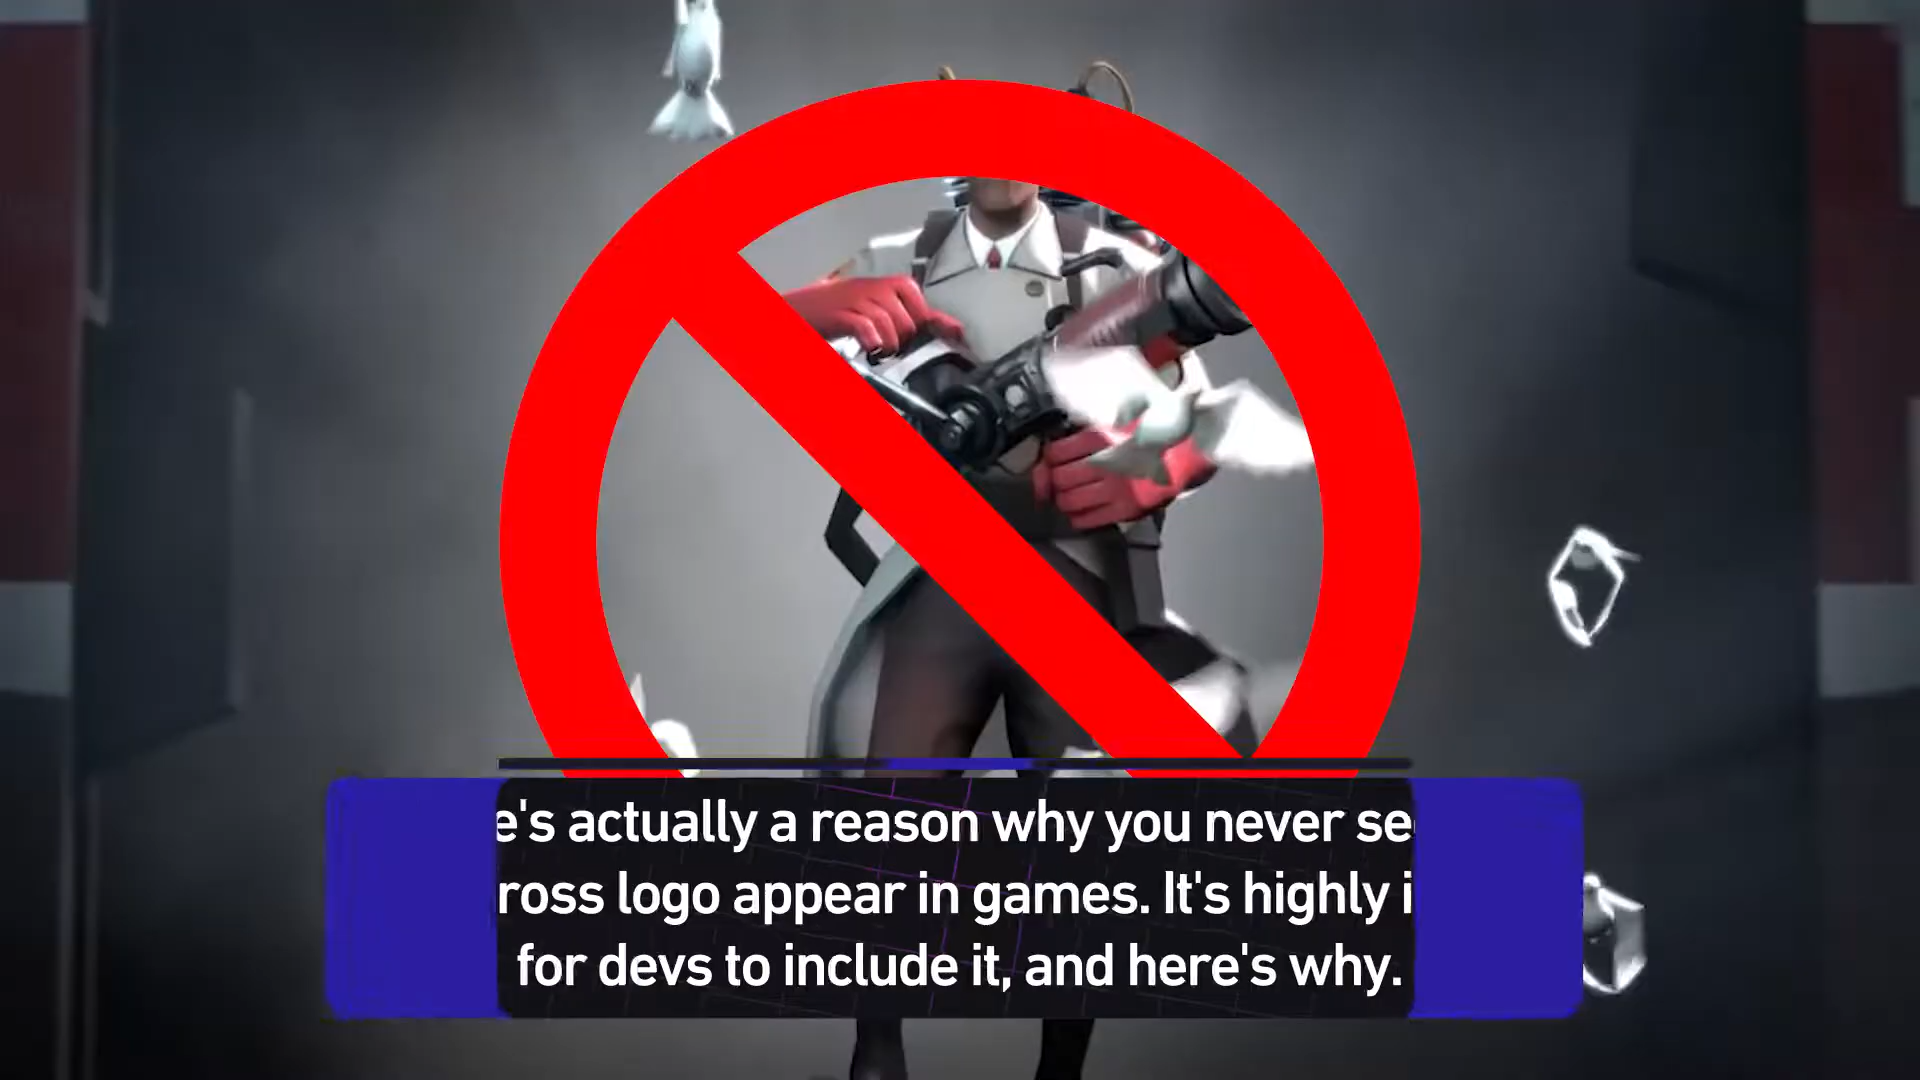 e's actually a reason why you never se
ross logo appear in games. It's highly i
for devs to include it, and here's why.